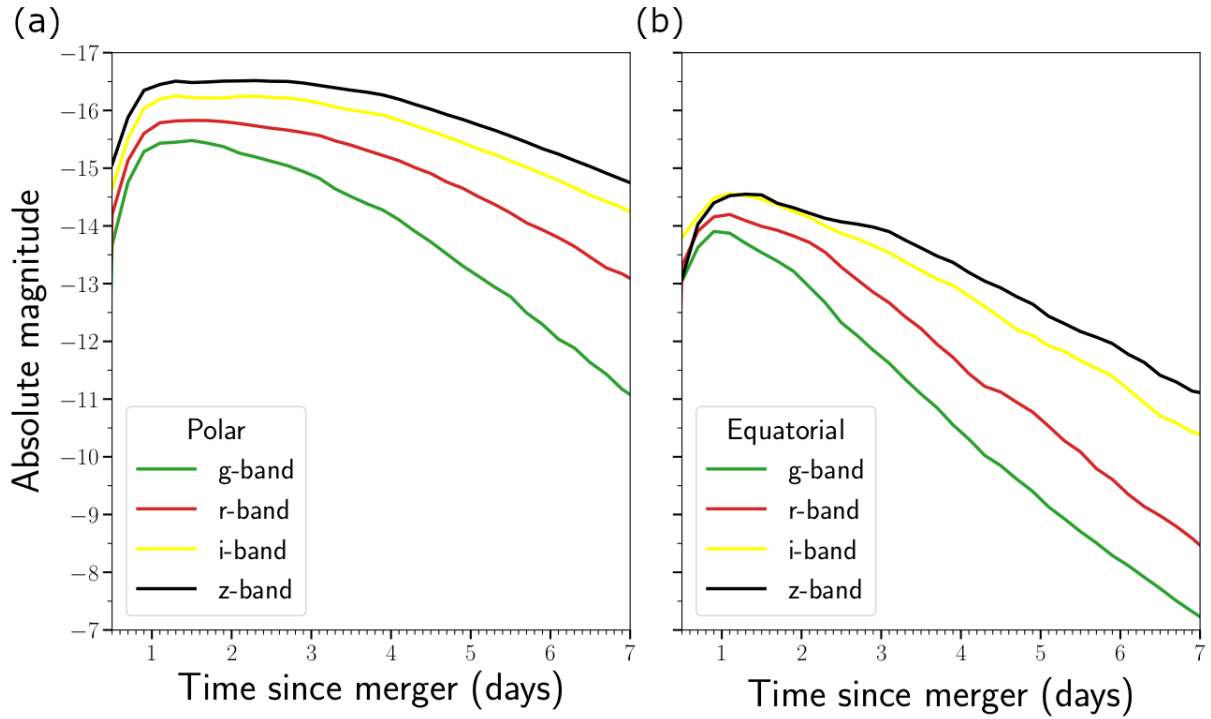 (a)
(b)
Absolute magnitude
−17
−16
−15
−14
−13
−12
−11
−10
−9
−8
−7
Polar
g-band
r-band
i-band
z-band
1 2 3 4 5 6 7
Time since merger (days)
Equatorial
g-band
r-band
i-band
z-band
1 2 3 4 5 6 7
Time since merger (days)